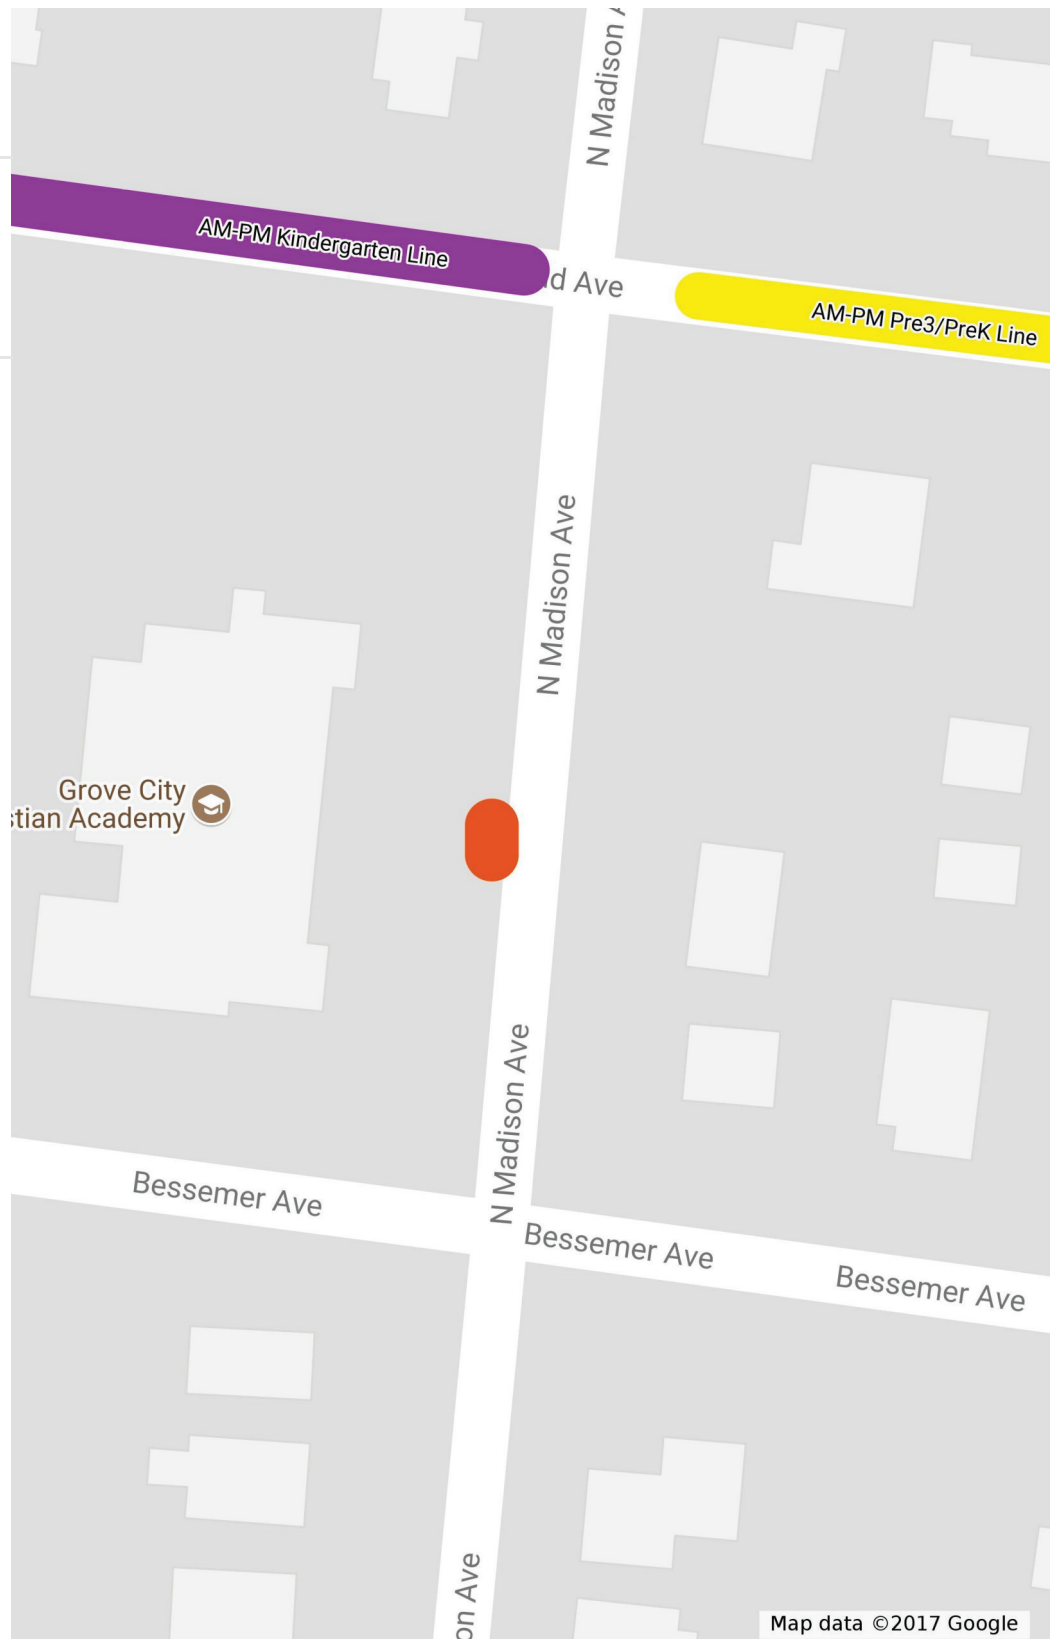 N Madison A
AM-PM Kindergarten Line
d Ave
AM-PM Pre3/PreK Line
N Madison Ave
Grove City
stian Academy
N Madison Ave
Bessemer Ave
Bessemer Ave
Bessemer Ave
on Ave
Map data ©2017 Google